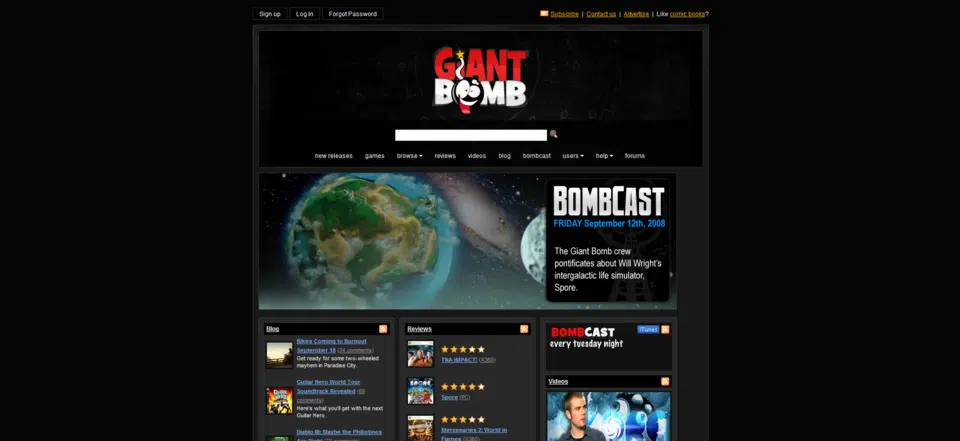 Sign up Log In Forgot Password Subscribe | Contact us | Advertise | Like comic books?
GIANT
BOMB
new releases games browse reviews videos blog bombcast users help forums
BOMBCAST
FRIDAY September 12th, 2008
The Giant Bomb crew
pontificates about Will Wright's
intergalactic life simulator,
Spore.
Blog
Bikes Coming to Burnout
September 18 (24 comments)
Get ready for some two-wheeled
mayhem in Paradise City.
Guitar Hero World Tour
Soundtrack Revealed
comments)
Here's what you'll get with the next
Guitar Hero.
Diablo III: Maybe the Philistines
Reviews
TNA iMPACT! (X360)
Spore (PC)
Mercenaries 2: World in
Flames (X360)
BOMBCAST
iTunes
every tuesday night
Videos